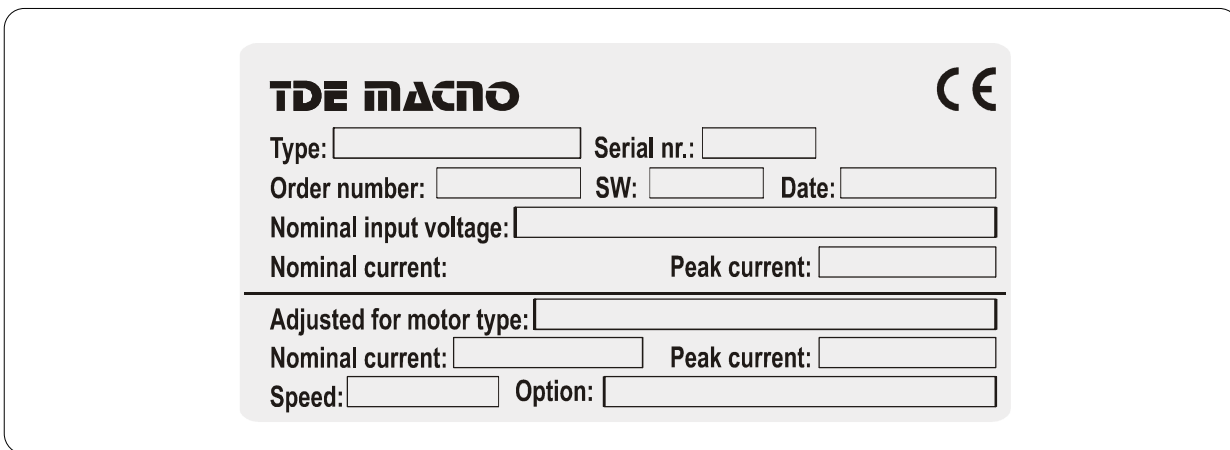 TDE MACNO CE
Type: Serial nr.:
Order number: SW: Date:
Nominal input voltage:
Nominal current: Peak current:
Adjusted for motor type:
Nominal current: Peak current:
Speed: Option: